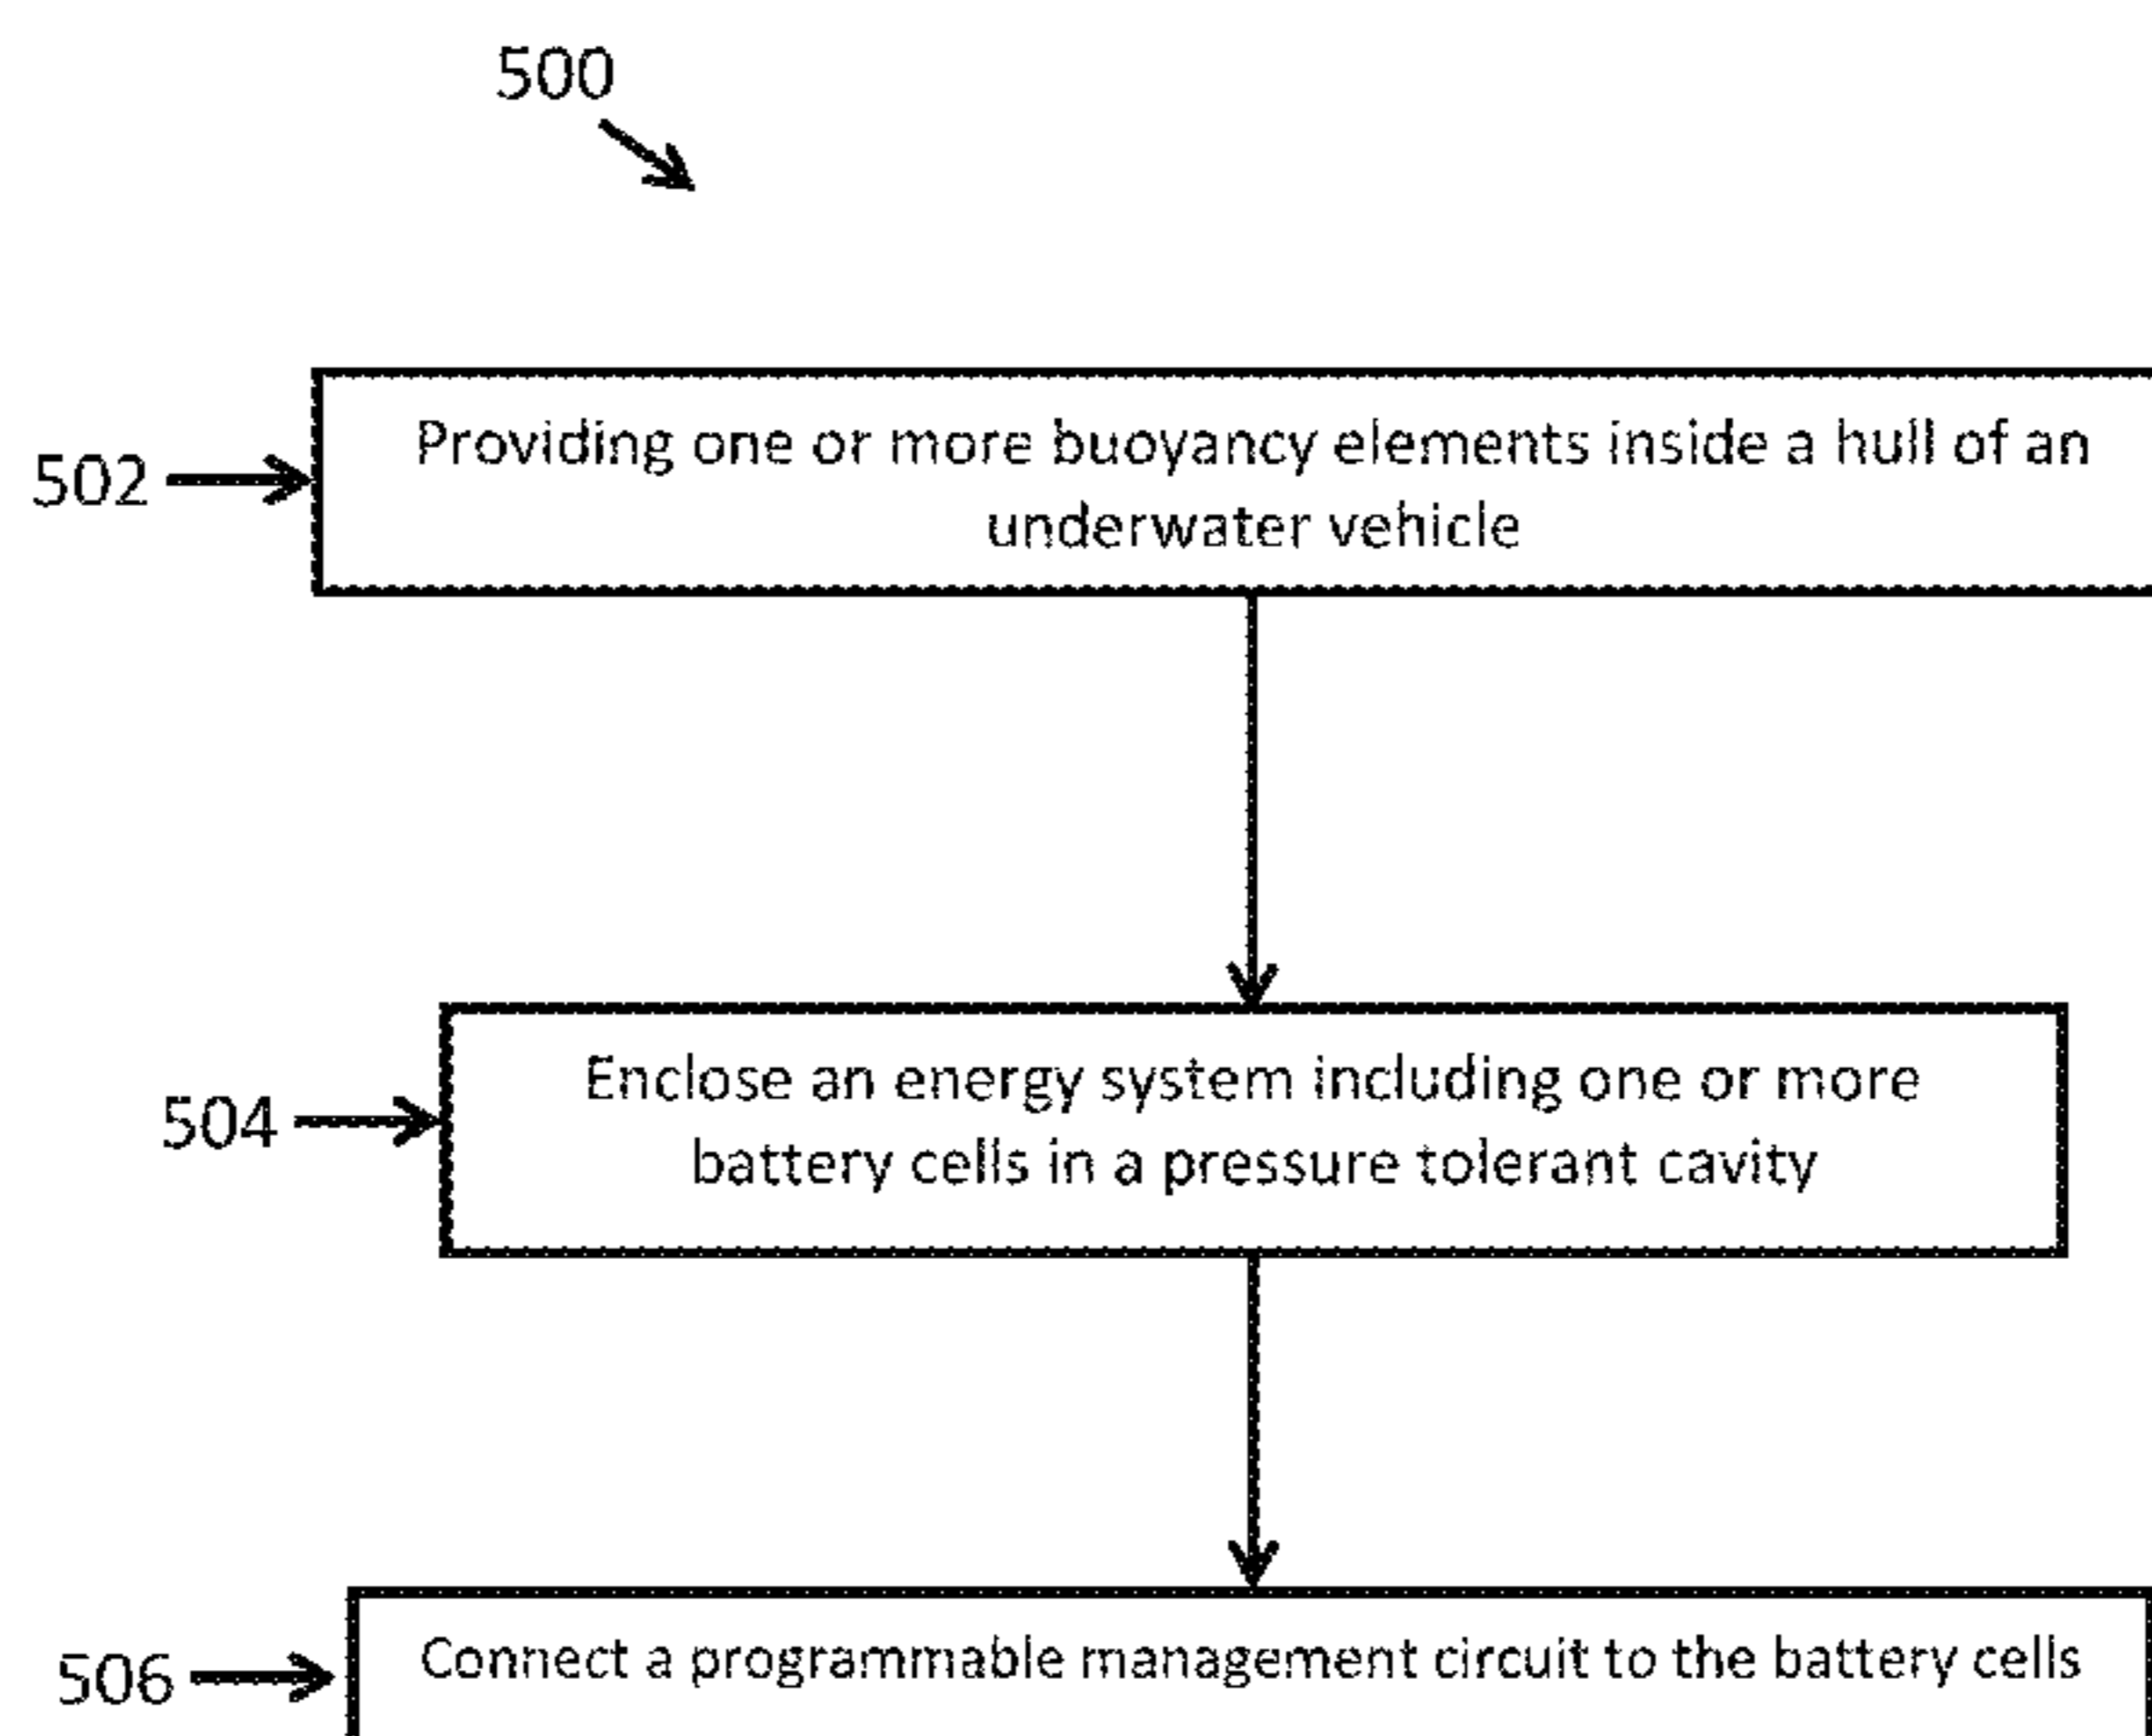 500
502
Providing one or more buoyancy elements inside a hull of an
underwater vehicle
504
Enclose an energy system including one or more
battery cells in a pressure tolerant cavity
506
Connect a programmable management circuit to the battery cells